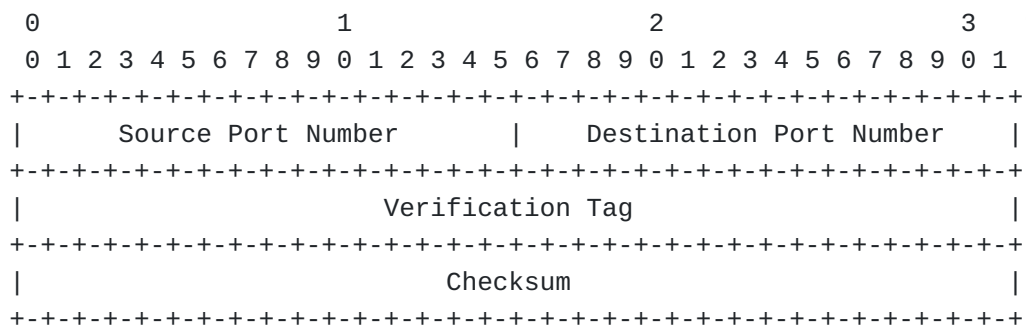 0                   1                   2                   3
0 1 2 3 4 5 6 7 8 9 0 1 2 3 4 5 6 7 8 9 0 1 2 3 4 5 6 7 8 9 0 1
+-+-+-+-+-+-+-+-+-+-+-+-+-+-+-+-+-+-+-+-+-+-+-+-+-+-+-+-+-+-+-+-+
|      Source Port Number       |    Destination Port Number    |
+-+-+-+-+-+-+-+-+-+-+-+-+-+-+-+-+-+-+-+-+-+-+-+-+-+-+-+-+-+-+-+-+
|                       Verification Tag                        |
+-+-+-+-+-+-+-+-+-+-+-+-+-+-+-+-+-+-+-+-+-+-+-+-+-+-+-+-+-+-+-+-+
|                           Checksum                            |
+-+-+-+-+-+-+-+-+-+-+-+-+-+-+-+-+-+-+-+-+-+-+-+-+-+-+-+-+-+-+-+-+